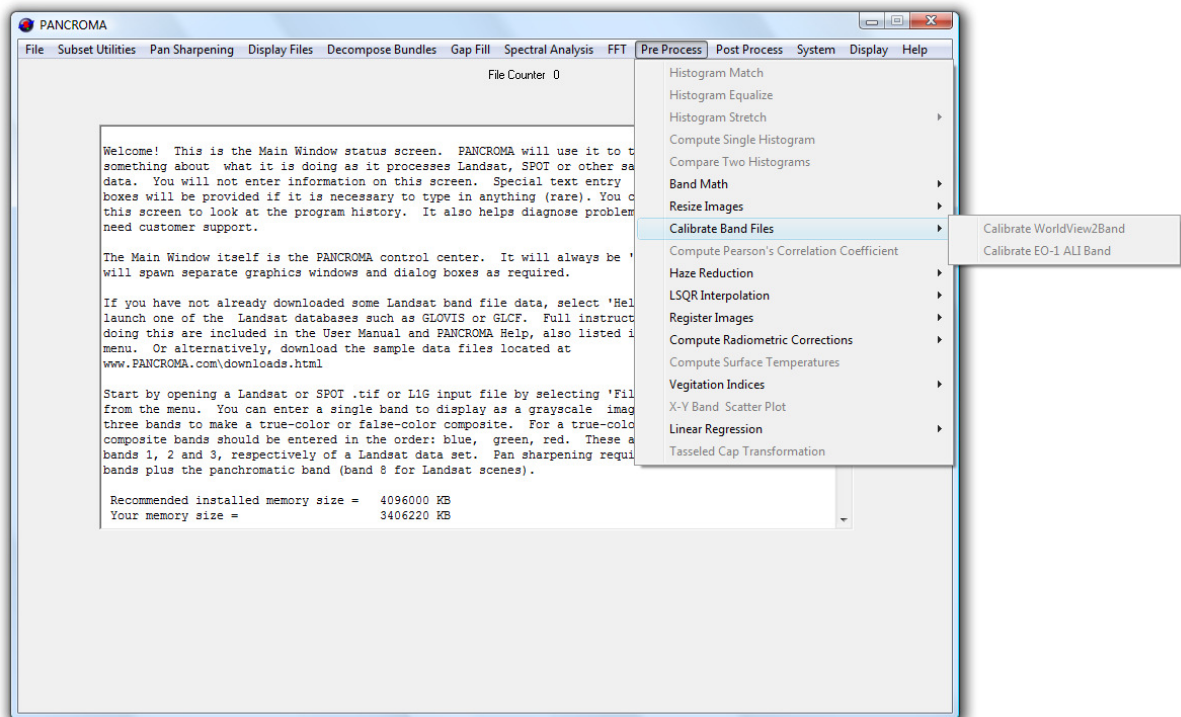 PANCROMA
File Subset Utilities Pan Sharpening Display Files Decompose Bundles Gap Fill Spectral Analysis FFT Pre Process Post Process System Display Help
File Counter 0
Welcome! This is the Main Window status screen. PANCROMA will use it to t
something about what it is doing as it processes Landsat, SPOT or other sa
data. You will not enter information on this screen. Special text entry
boxes will be provided if it is necessary to type in anything (rare). You c
this screen to look at the program history. It also helps diagnose problem
need customer support.
The Main Window itself is the PANCROMA control center. It will always be '
will spawn separate graphics windows and dialog boxes as required.
If you have not already downloaded some Landsat band file data, select 'Hel
launch one of the Landsat databases such as GLOVIS or GLCF. Full instruct
doing this are included in the User Manual and PANCROMA Help, also listed i
menu. Or alternatively, download the sample data files located at
www.PANCROMA.com\downloads.html
Start by opening a Landsat or SPOT .tif or L1G input file by selecting 'Fil
from the menu. You can enter a single band to display as a grayscale imag
three bands to make a true-color or false-color composite. For a true-colo
composite bands should be entered in the order: blue, green, red. These a
bands 1, 2 and 3, respectively of a Landsat data set. Pan sharpening requi
bands plus the panchromatic band (band 8 for Landsat scenes).
Recommended installed memory size = 4096000 KB
Your memory size = 3406220 KB
Histogram Match
Histogram Equalize
Histogram Stretch
Compute Single Histogram
Compare Two Histograms
Band Math
Resize Images
Calibrate Band Files
Compute Pearson's Correlation Coefficient
Haze Reduction
LSQR Interpolation
Register Images
Compute Radiometric Corrections
Compute Surface Temperatures
Vegitation Indices
X-Y Band Scatter Plot
Linear Regression
Tasseled Cap Transformation
Calibrate WorldView2Band
Calibrate EO-1 ALI Band